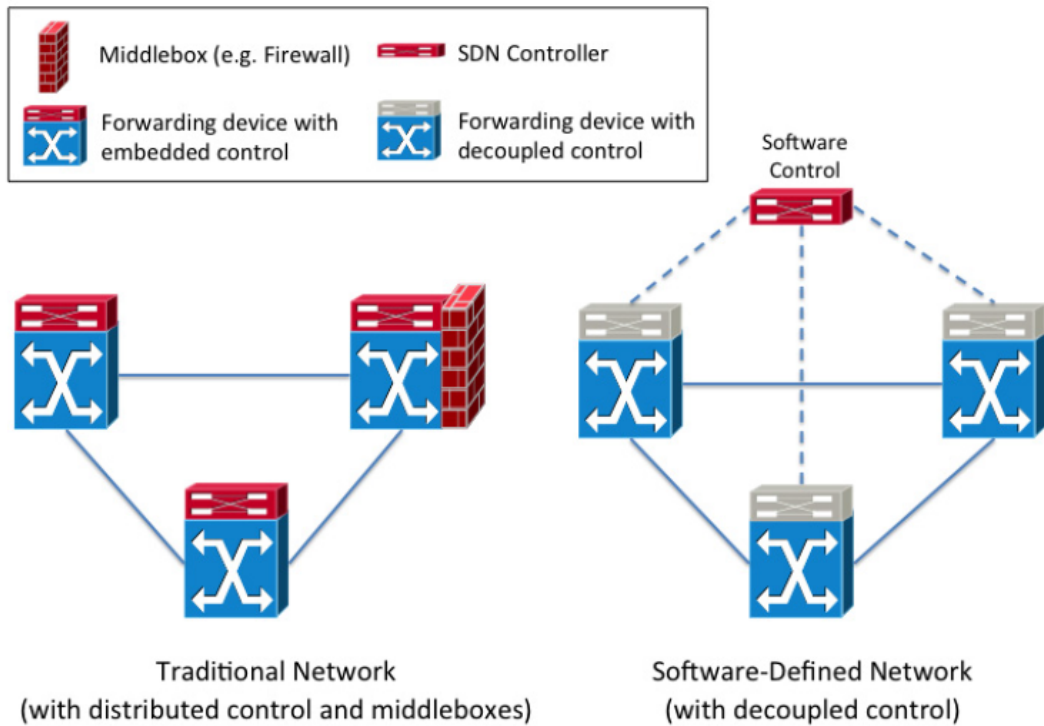 Middlebox (e.g. Firewall)
SDN Controller
Forwarding device with
embedded control
Forwarding device with
decoupled control
Software
Control
Traditional Network
(with distributed control and middleboxes)
Software-Defined Network
(with decoupled control)